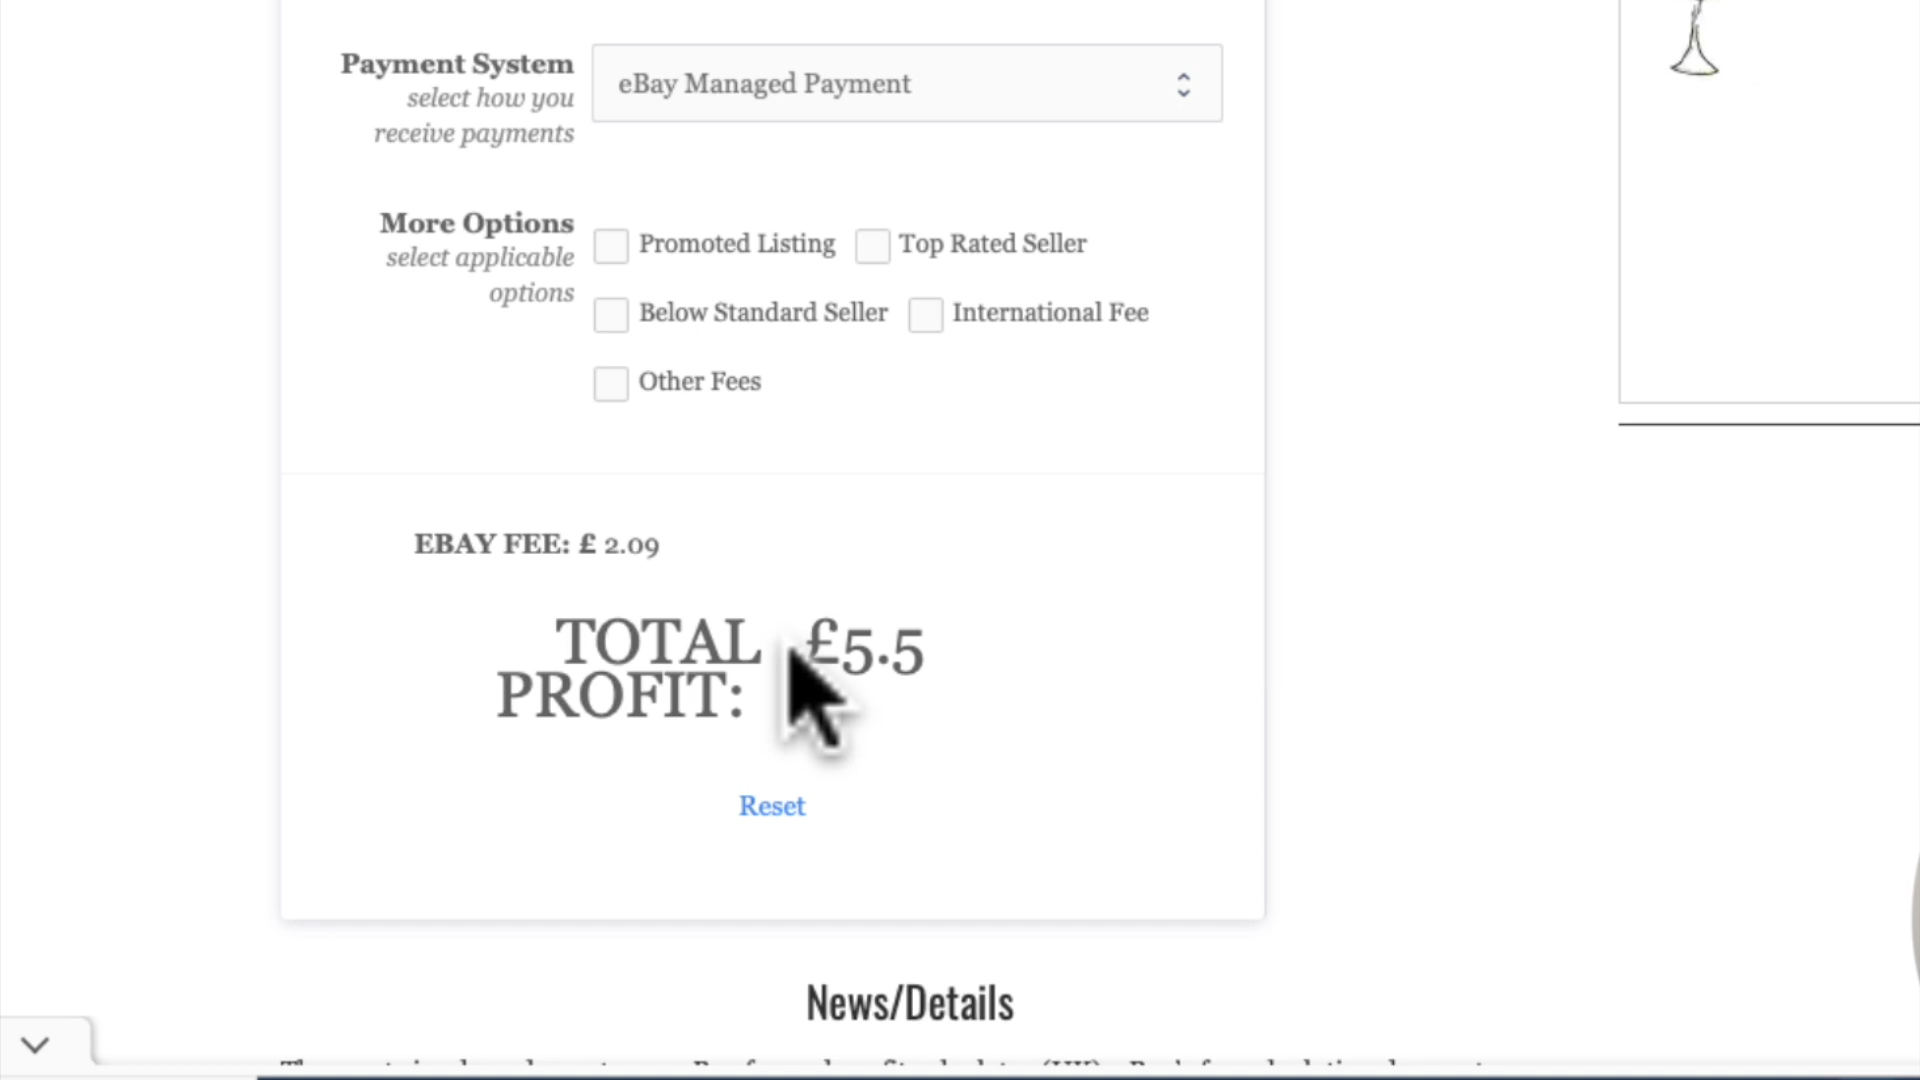 Payment System
select how you
receive payments
eBay Managed Payment
More Options
select applicable
options
Promoted Listing
Top Rated Seller
Below Standard Seller
International Fee
Other Fees
EBAY FEE: £ 2.09
TOTAL
PROFIT:
£5.5
Reset
News/Details